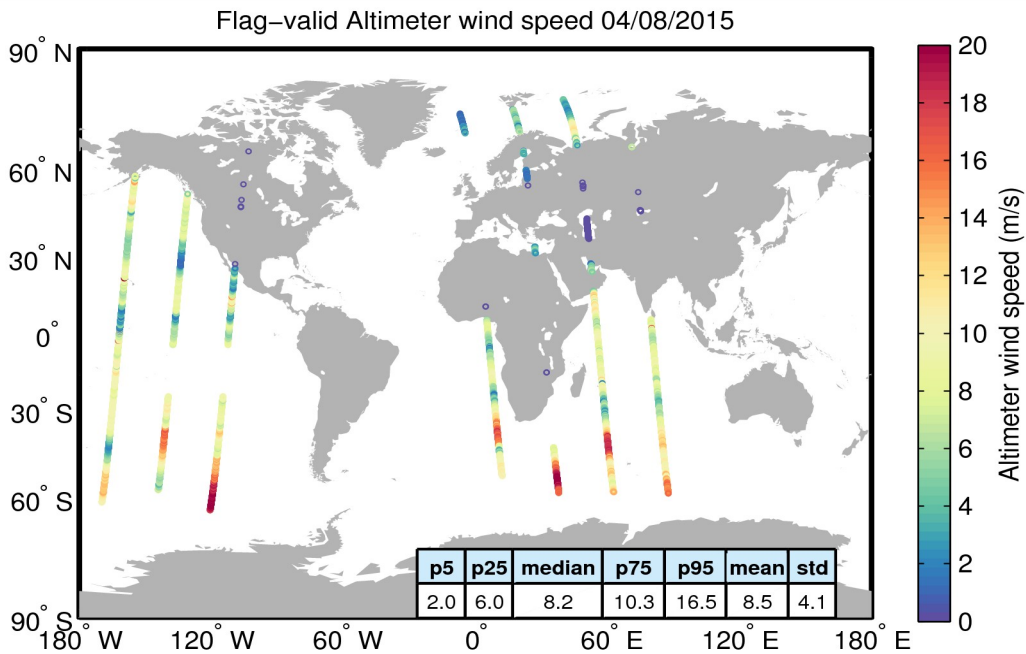 Flag−valid Altimeter wind speed 04/08/2015
90° N
60° N
30° N
0°
30° S
60° S
90° S
180° W
120° W
60° W
0°
60° E
120° E
180° E
p5 p25 median p75 p95 mean std
2.0 6.0 8.2 10.3 16.5 8.5 4.1
20
18
16
14
12
10
8
6
4
2
0
Altimeter wind speed (m/s)